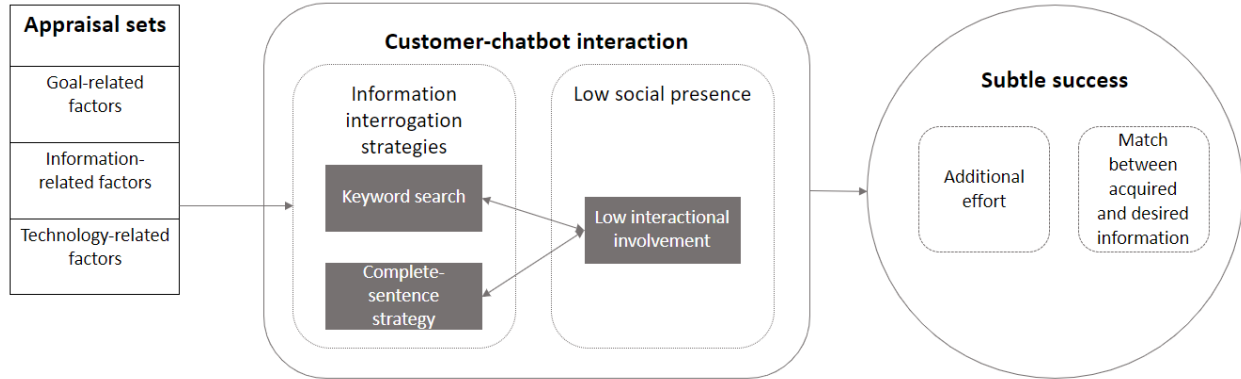 Appraisal sets
Goal-related
factors
Information-
related factors
Technology-related
factors
Customer-chatbot interaction
Information
interrogation
strategies
Keyword search
Complete-
sentence
strategy
Low social presence
Low interactional
involvement
Subtle success
Additional
effort
Match
between
acquired
and desired
information